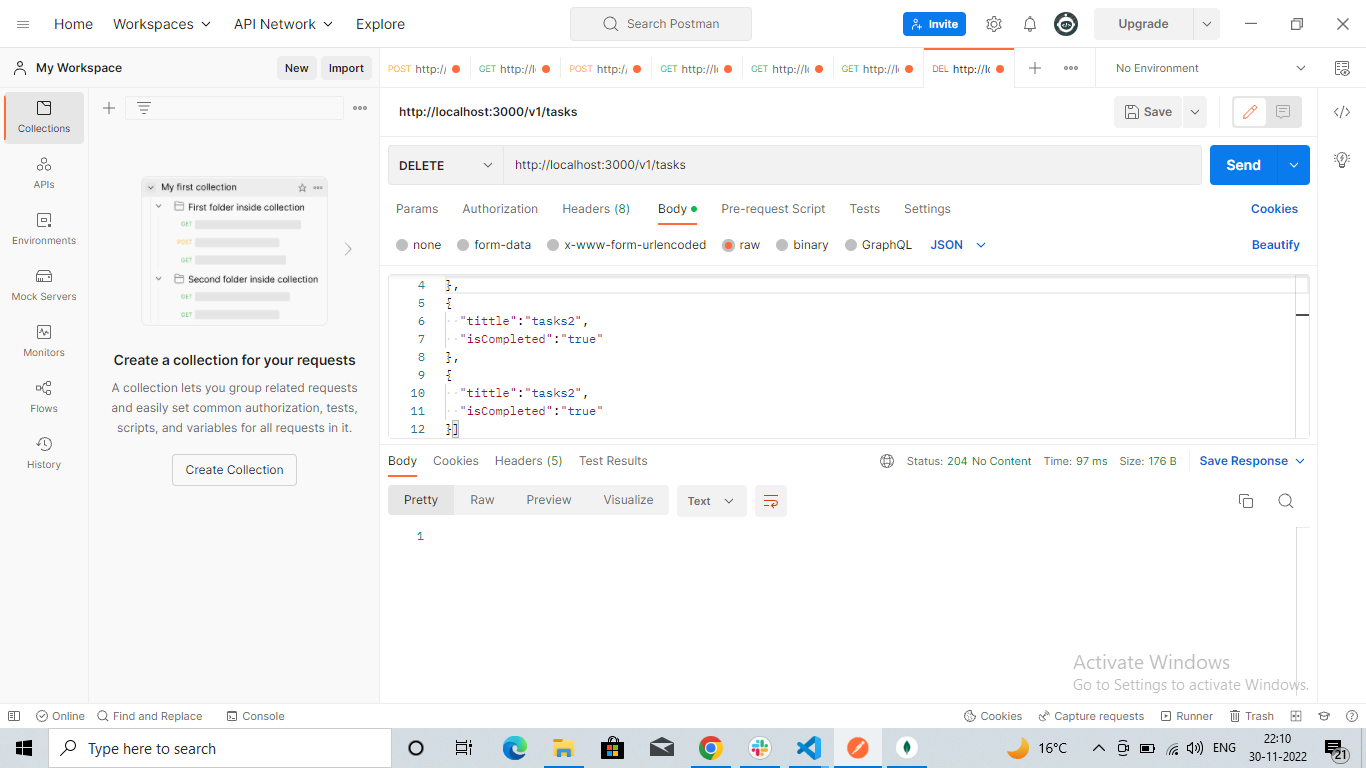 Home Workspaces API Network Explore Search Postman Invite Upgrade
My Workspace New Import POST http:/ GET http://l POST http:/ GET http://l GET http://l GET http://l DEL http://l No Environment
Collections
APIs
Environments
Mock Servers
Monitors
Flows
History
My first collection
First folder inside collection
GET
POST
GET
Second folder inside collection
GET
GET
Create a collection for your requests
A collection lets you group related requests
and easily set common authorization, tests,
scripts, and variables for all requests in it.
Create Collection
http://localhost:3000/v1/tasks Save
DELETE http://localhost:3000/v1/tasks Send
Params Authorization Headers (8) Body Pre-request Script Tests Settings Cookies
none form-data x-www-form-urlencoded raw binary GraphQL JSON Beautify
4 },
5 {
6 "tittle":"tasks2",
7 "isCompleted":"true"
8 },
9 {
10 "tittle":"tasks2",
11 "isCompleted":"true"
12 }]
Body Cookies Headers (5) Test Results Status: 204 No Content Time: 97 ms Size: 176 B Save Response
Pretty Raw Preview Visualize Text
1
Activate Windows
Go to Settings to activate Windows.
Online Find and Replace Console Cookies Capture requests Runner Trash
Type here to search 16°C ENG 22:10
30-11-2022 21